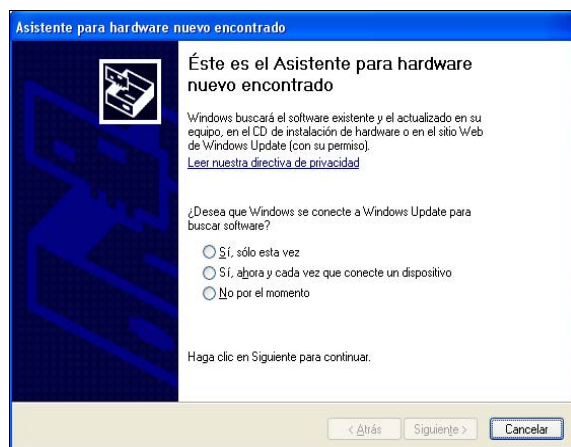 Asistente para hardware nuevo encontrado
Éste es el Asistente para hardware
nuevo encontrado
Windows buscará el software existente y el actualizado en su
equipo, en el CD de instalación de hardware o en el sitio Web
de Windows Update (con su permiso).
Leer nuestra directiva de privacidad
¿Desea que Windows se conecte a Windows Update para
buscar software?
Sí, sólo esta vez
Sí, ahora y cada vez que conecte un dispositivo
No por el momento
Haga clic en Siguiente para continuar.
< Atrás Siguiente > Cancelar